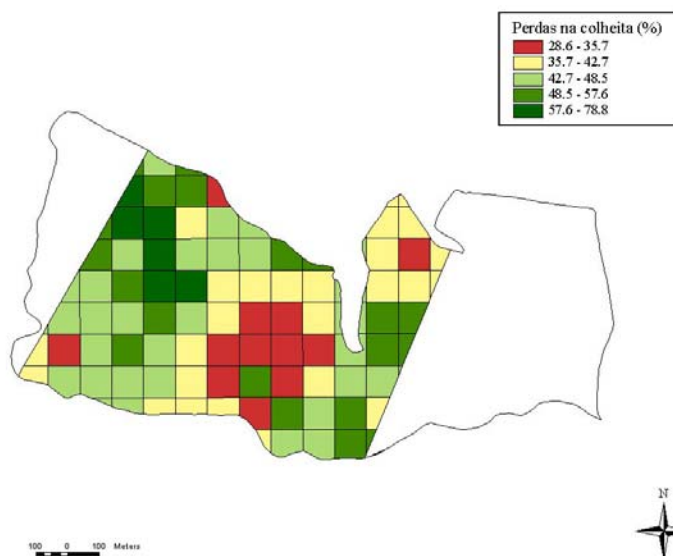 Perdas na colheita (%)
28.6 - 35.7
35.7 - 42.7
42.7 - 48.5
48.5 - 57.6
57.6 - 78.8
N
100 0 100 Meters